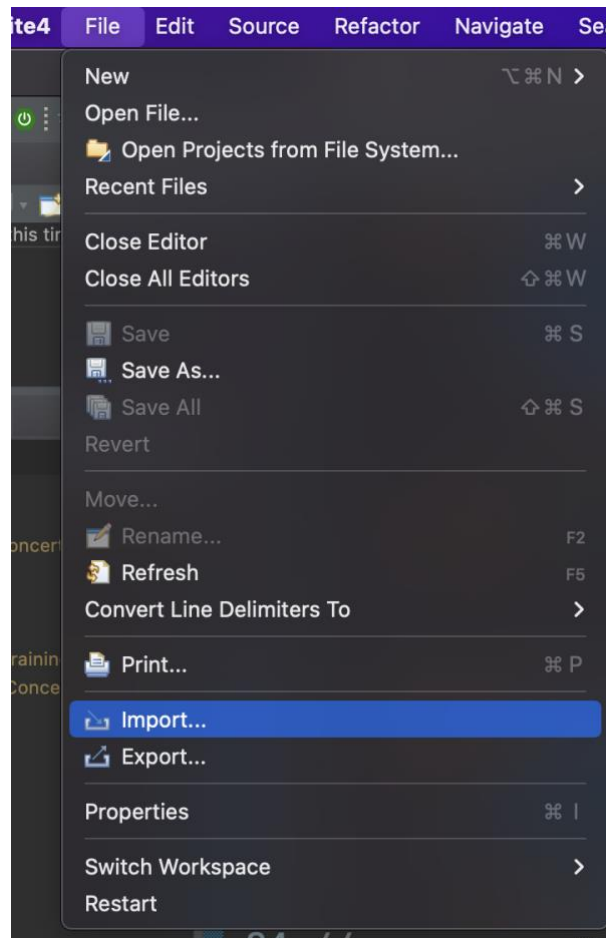 ite4 File Edit Source Refactor Navigate Se
New ⌥⌘N >
Open File...
Open Projects from File System...
Recent Files >
this tir
Close Editor ⌘W
Close All Editors ⇧⌘W
Save ⌘S
Save As...
Save All ⇧⌘S
Revert
Move...
oncert
Rename... F2
Refresh F5
Convert Line Delimiters To >
rainin
Print... ⌘P
Conce
Import...
Export...
Properties ⌘I
Switch Workspace >
Restart